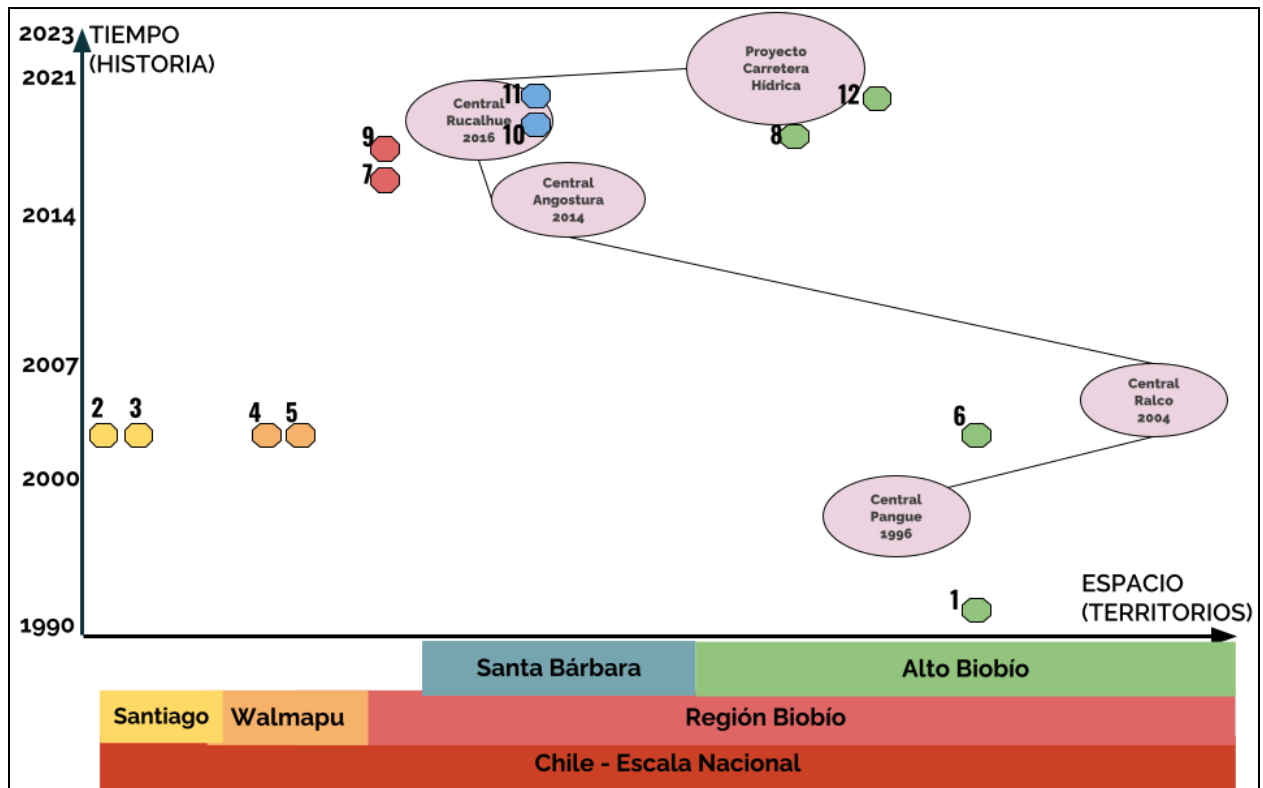 2023
TIEMPO
(HISTORIA)
2021
Proyecto
Carretera
Hídrica
11
Central
Rucalhue
2016
10
12
8
9
7
Central
Angostura
2014
2014
2007
Central
Ralco
2004
2
3
4
5
6
2000
Central
Pangue
1996
1
ESPACIO
(TERRITORIOS)
1990
Santa Bárbara
Alto Biobío
Santiago
Walmapu
Región Biobío
Chile - Escala Nacional